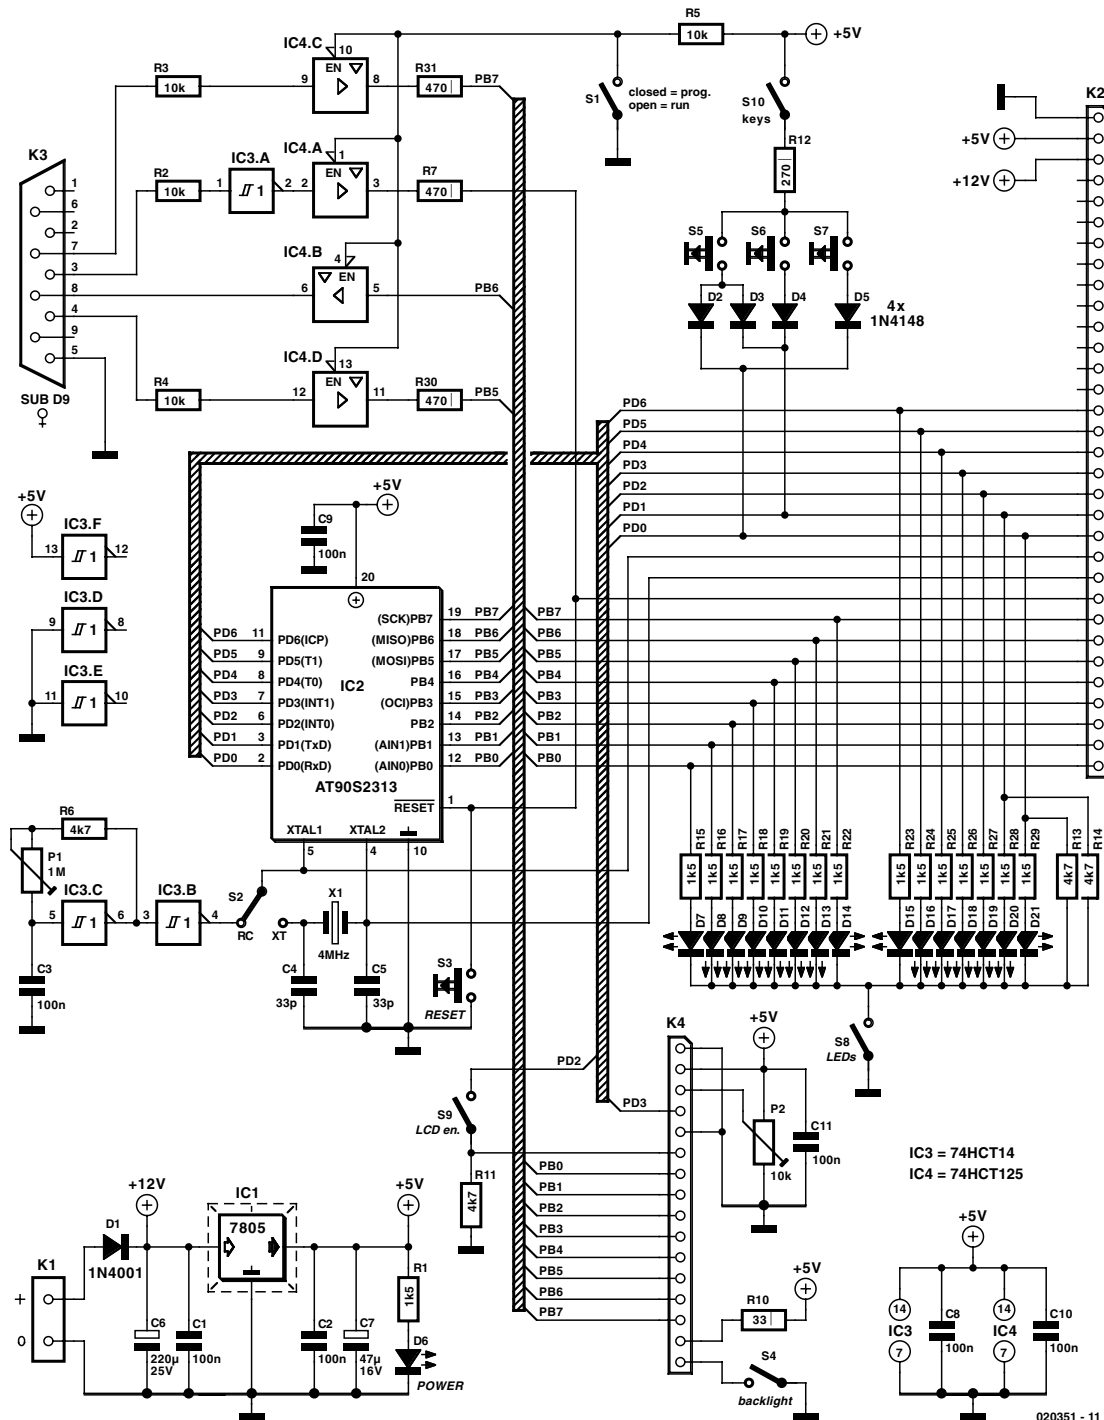 R5
10k
+5V
IC4.C
10
EN
R3
10k
9
8
R31
470
PB7
S1
closed = prog.
open = run
S10
keys
K2
+5V
+12V
R12
270
K3
1
6
2
7
3
8
4
9
5
SUB D9
R2
10k
IC3.A
1
1
2
IC4.A
1
EN
2
3
R7
470
IC4.B
4
EN
6
5
PB6
S5
S6
S7
D2
D3
D4
D5
4x
1N4148
IC4.D
13
EN
R4
10k
12
11
R30
470
PB5
PD6
PD5
PD4
PD3
PD2
PD1
PD0
+5V
IC3.F
13
1
12
IC3.D
9
1
8
IC3.E
11
1
10
+5V
C9
100n
20
PD6 11 PD6(ICP)
PD5 9 PD5(T1)
PD4 8 PD4(T0)
PD3 7 PD3(INT1)
PD2 6 PD2(INT0)
PD1 3 PD1(TxD)
PD0 2 PD0(RxD)
IC2
AT90S2313
(SCK)PB7 19 PB7
(MISO)PB6 18 PB6
(MOSI)PB5 17 PB5
PB4 16 PB4
(OCI)PB3 15 PB3
PB2 14 PB2
(AIN1)PB1 13 PB1
(AIN0)PB0 12 PB0
RESET 1
XTAL1
XTAL2
5
4
10
PB7
PB6
PB5
PB4
PB3
PB2
PB1
PB0
R6
4k7
P1
1M
IC3.C
5
1
6
IC3.B
3
1
4
S2
RC
XT
X1
4MHz
C3
100n
C4
33p
C5
33p
S3
RESET
R15
R16
R17
R18
R19
R20
R21
R22
1k5
1k5
1k5
1k5
1k5
1k5
1k5
1k5
D7
D8
D9
D10
D11
D12
D13
D14
R23
R24
R25
R26
R27
R28
R29
R13
R14
1k5
1k5
1k5
1k5
1k5
1k5
1k5
4k7
4k7
D15
D16
D17
D18
D19
D20
D21
S8
LEDs
PD2
S9
LCD en.
R11
4k7
K4
PD3
PB0
PB1
PB2
PB3
PB4
PB5
PB6
PB7
+5V
P2
10k
C11
100n
+5V
R10
33
S4
backlight
IC3 = 74HCT14
IC4 = 74HCT125
+5V
14
IC3
7
C8
100n
14
IC4
7
C10
100n
K1
+
0
D1
1N4001
+12V
IC1
7805
+5V
C6
220µ
25V
C1
100n
C2
100n
C7
47µ
16V
R1
1k5
D6
POWER
020351 - 11